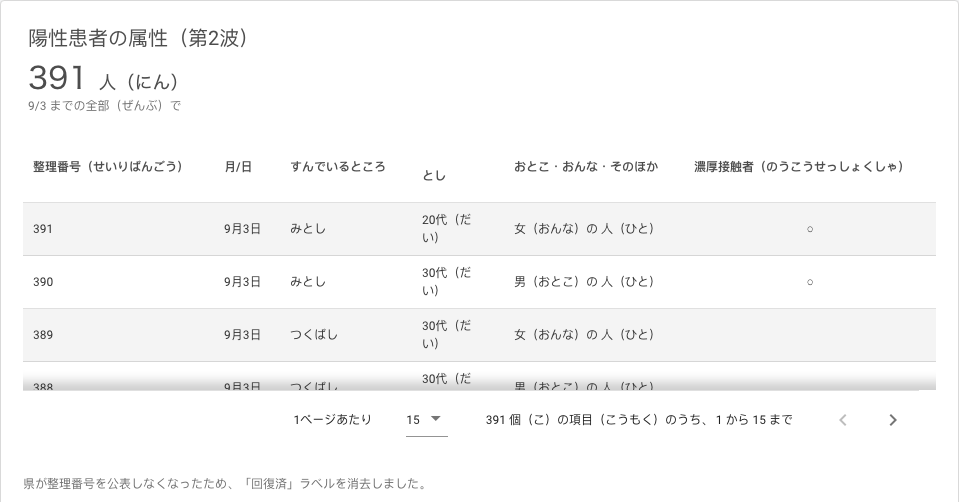 陽性患者の属性（第2波）
391 人（にん）
9/3 までの全部（ぜんぶ）で
整理番号（せいりばんごう） 月/日 すんでいるところ とし おとこ・おんな・そのほか 濃厚接触者（のうこうせっしょくしゃ）
391 9月3日 みとし 20代（だい） 女（おんな）の 人（ひと） ○
390 9月3日 みとし 30代（だい） 男（おとこ）の 人（ひと） ○
389 9月3日 つくばし 30代（だい） 女（おんな）の 人（ひと）
388 9月3日 つくばし 30代（だ 男（おとこ）の 人（ひと）
1ページあたり 15 391 個（こ）の項目（こうもく）のうち、1 から 15 まで
県が整理番号を公表しなくなったため、「回復済」ラベルを消去しました。